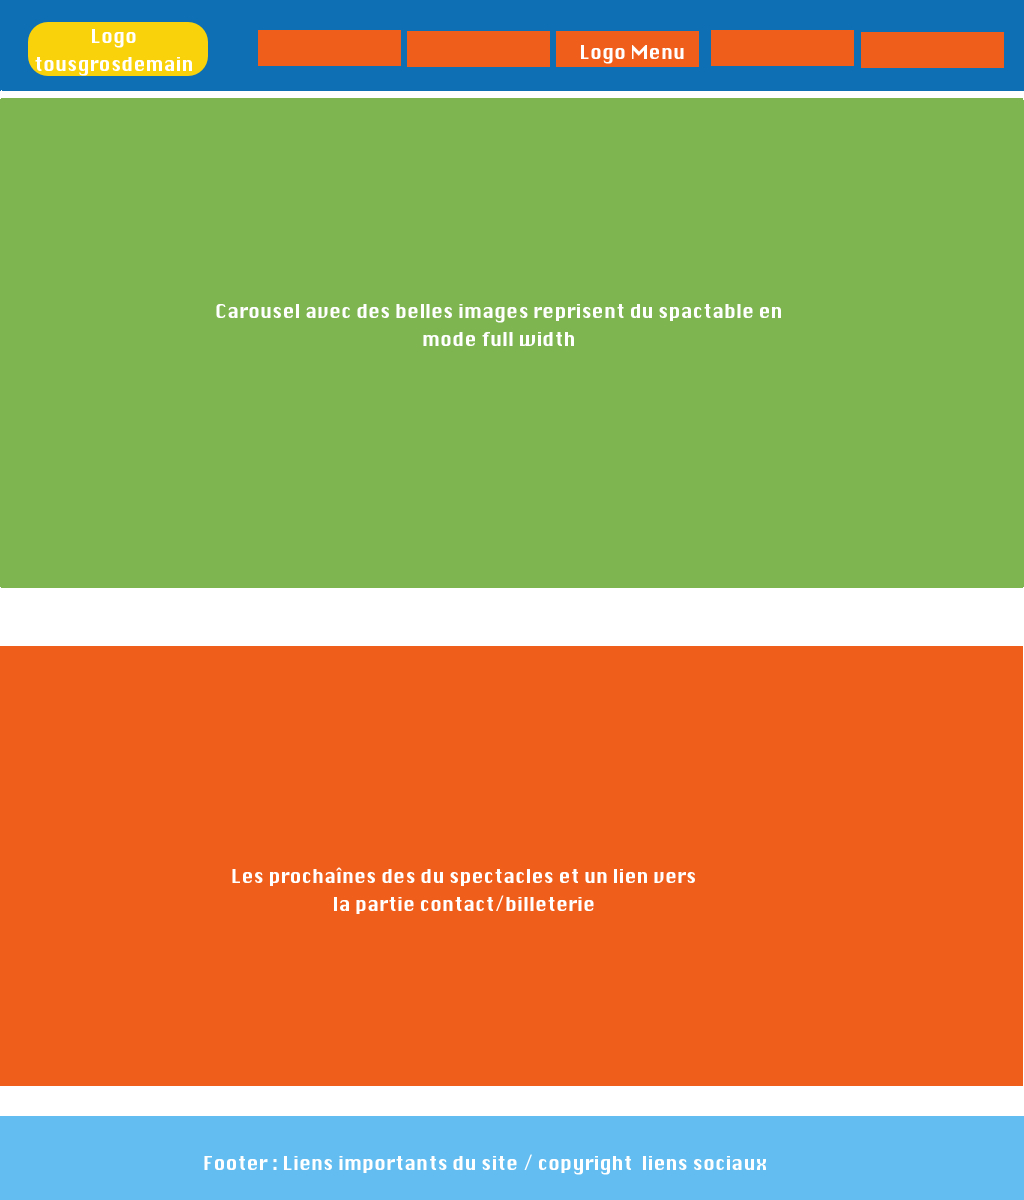 Logo
tousgrosdemain
Logo Menu
Carousel avec des belles images reprisent du spactable en
mode full width
Les prochaînes des du spectacles et un lien vers
la partie contact/billeterie
Footer : Liens importants du site / copyright liens sociaux